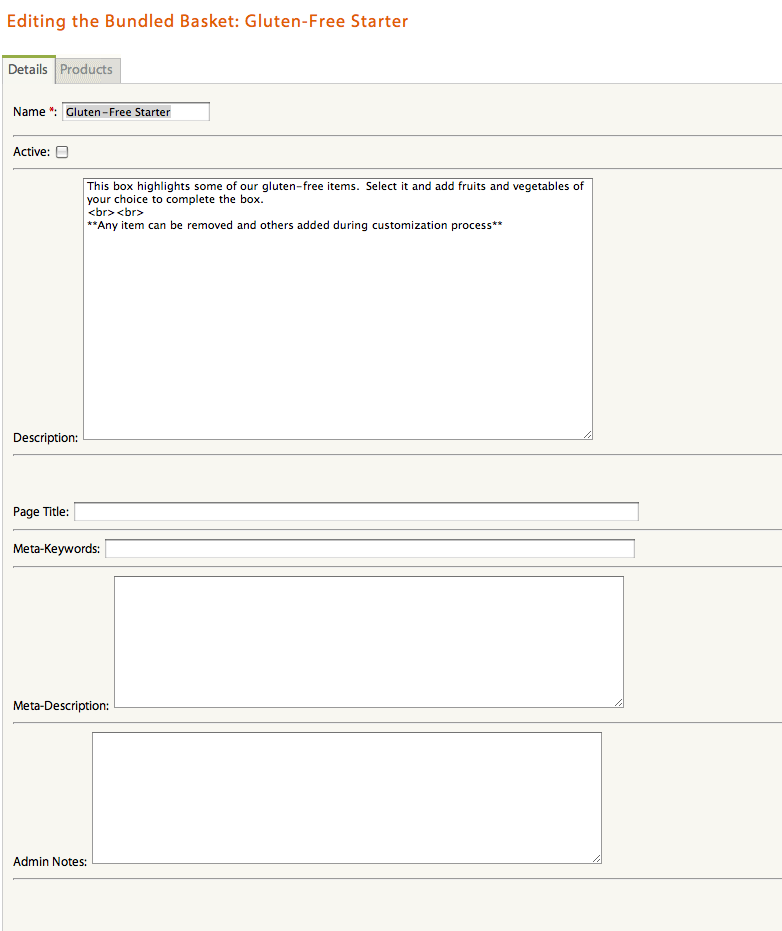 Editing the Bundled Basket: Gluten-Free Starter
Details Products
Name *: Gluten-Free Starter
Active:
This box highlights some of our gluten-free items.  Select it and add fruits and vegetables of
your choice to complete the box.
<br><br>
**Any item can be removed and others added during customization process**
Description:
Page Title:
Meta-Keywords:
Meta-Description:
Admin Notes: